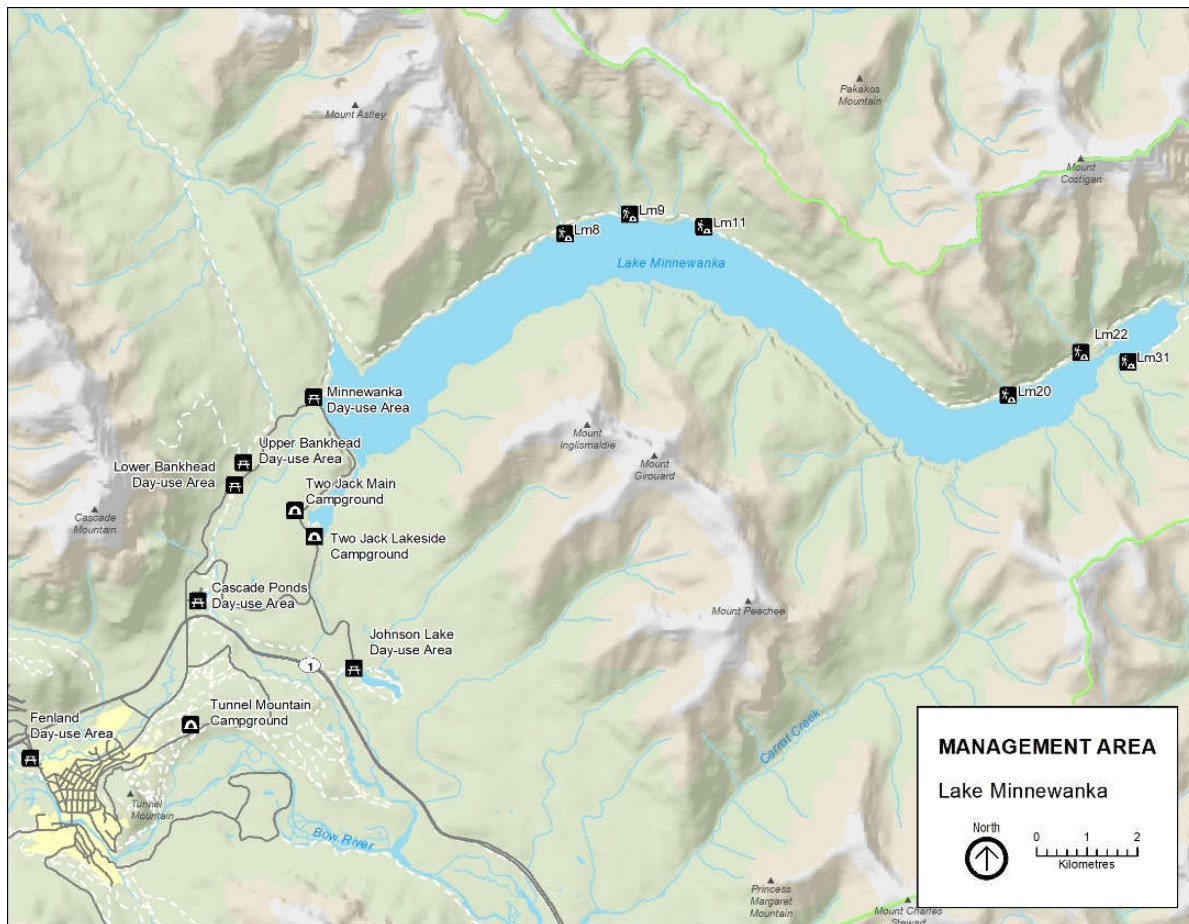 Mount Astley
Pakakos
Mountain
Mount
Costigan
Lm8
Lm9
Lm11
Lake Minnewanka
Lm22
Lm31
Lm20
Minnewanka
Day-use Area
Upper Bankhead
Day-use Area
Lower Bankhead
Day-use Area
Mount
Inglismaldie
Mount
Girouard
Two Jack Main
Campground
Cascade
Mountain
Two Jack Lakeside
Campground
Cascade Ponds
Day-use Area
Mount Peechee
Johnson Lake
Day-use Area
1
Tunnel Mountain
Campground
Fenland
Day-use Area
Carrot Creek
Tunnel
Mountain
Bow River
Princess
Margaret
Mountain
Mount Charles
Stewart
MANAGEMENT AREA
Lake Minnewanka
North
0 1 2
Kilometres